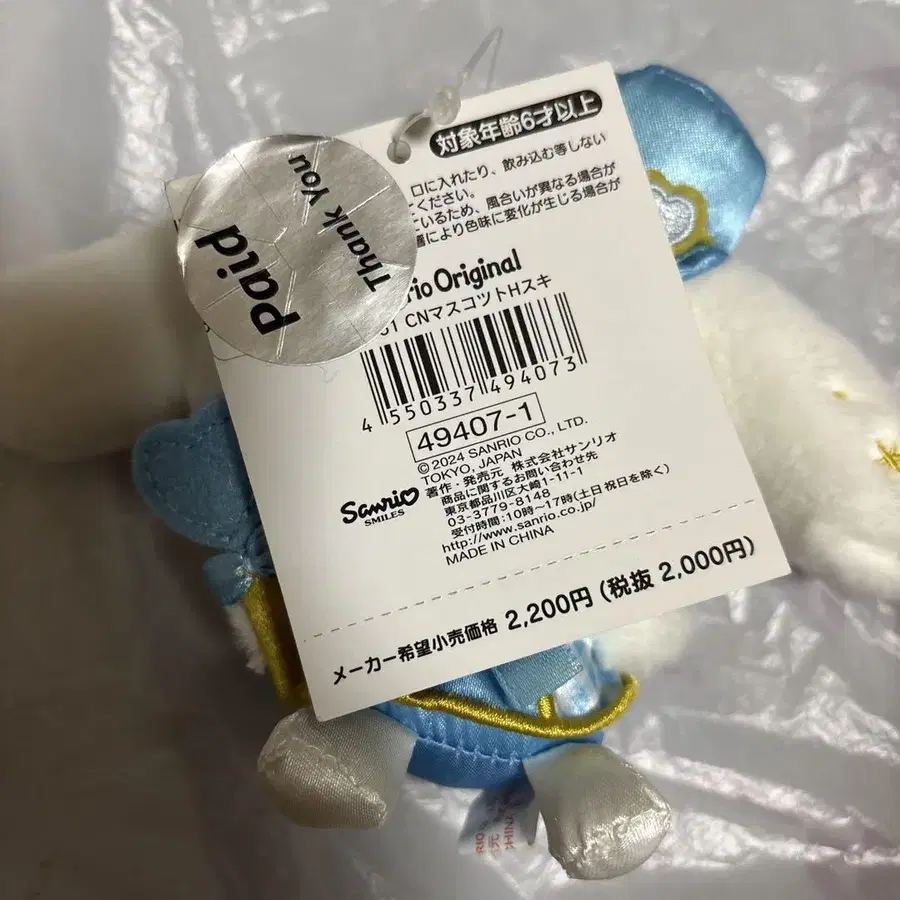 対象年齢6才以上
口に入れたり、飲み込む等しない
ください。
いるため、風合いが異なる場合が
響により色味に変化が生じる場合が
Paid
Thank You
rio Original
CNマスコツトHスキ
4 550337 494073
49407-1
© 2024 SANRIO CO., LTD.
TOKYO, JAPAN
著作・発売元 株式会社サンリオ
商品に関するお問い合わせ先
東京都品川区大崎1-11-1
03-3779-8148
受付時間:10時~17時(土日祝日を除く)
http://www.sanrio.co.jp/
MADE IN CHINA
Sanrio
SMILES
メーカー希望小売価格 2,200円 (税抜 2,000円)